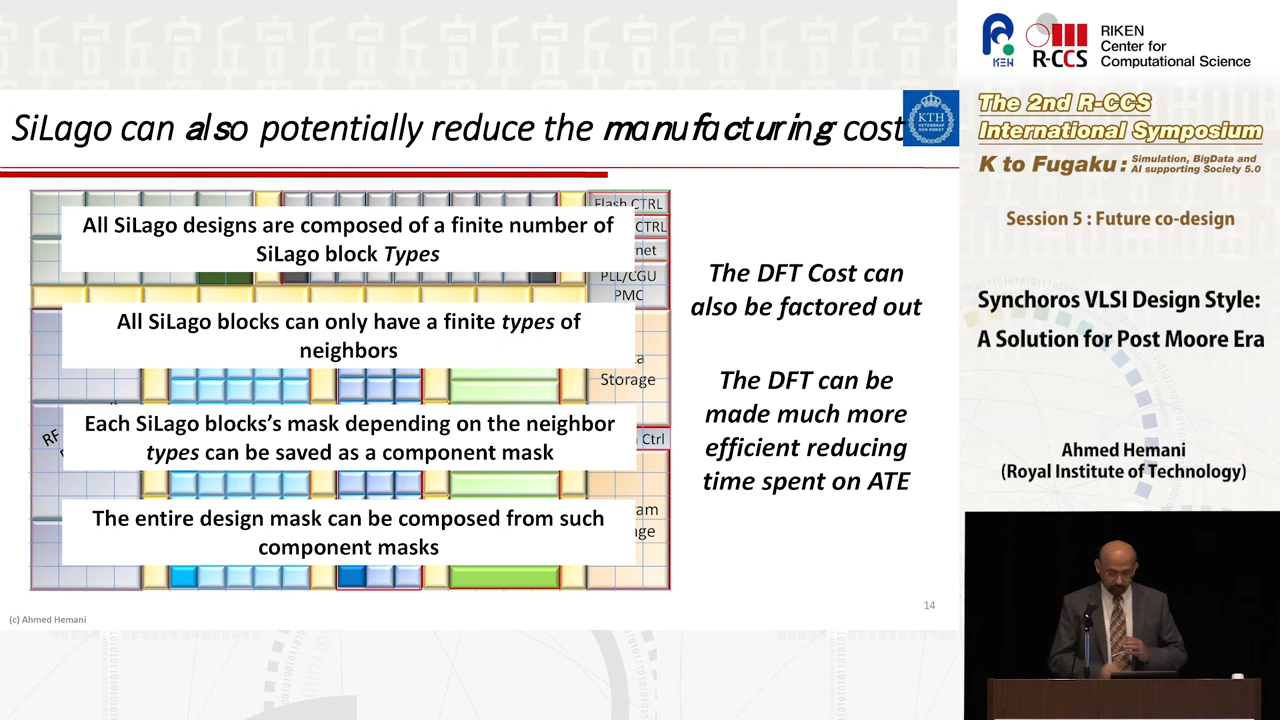 SiLago can also potentially reduce the manufacturing cost
KTH
VETENSKAP
OCH KONST
Flash CTRL
CTRL
net
PLL/CGU
PMC
All SiLago designs are composed of a finite number of
SiLago block Types
All SiLago blocks can only have a finite types of
neighbors
Storage
Each SiLago blocks's mask depending on the neighbor
types can be saved as a component mask
RF
Ctrl
The entire design mask can be composed from such
component masks
The DFT Cost can
also be factored out
The DFT can be
made much more
efficient reducing
time spent on ATE
(c) Ahmed Hemani
14
RIKEN
R-CCS
RIKEN
Center for
Computational Science
The 2nd R-CCS
International Symposium
K to Fugaku : Simulation, BigData and
AI supporting Society 5.0
Session 5 : Future co-design
Synchoros VLSI Design Style:
A Solution for Post Moore Era
Ahmed Hemani
(Royal Institute of Technology)